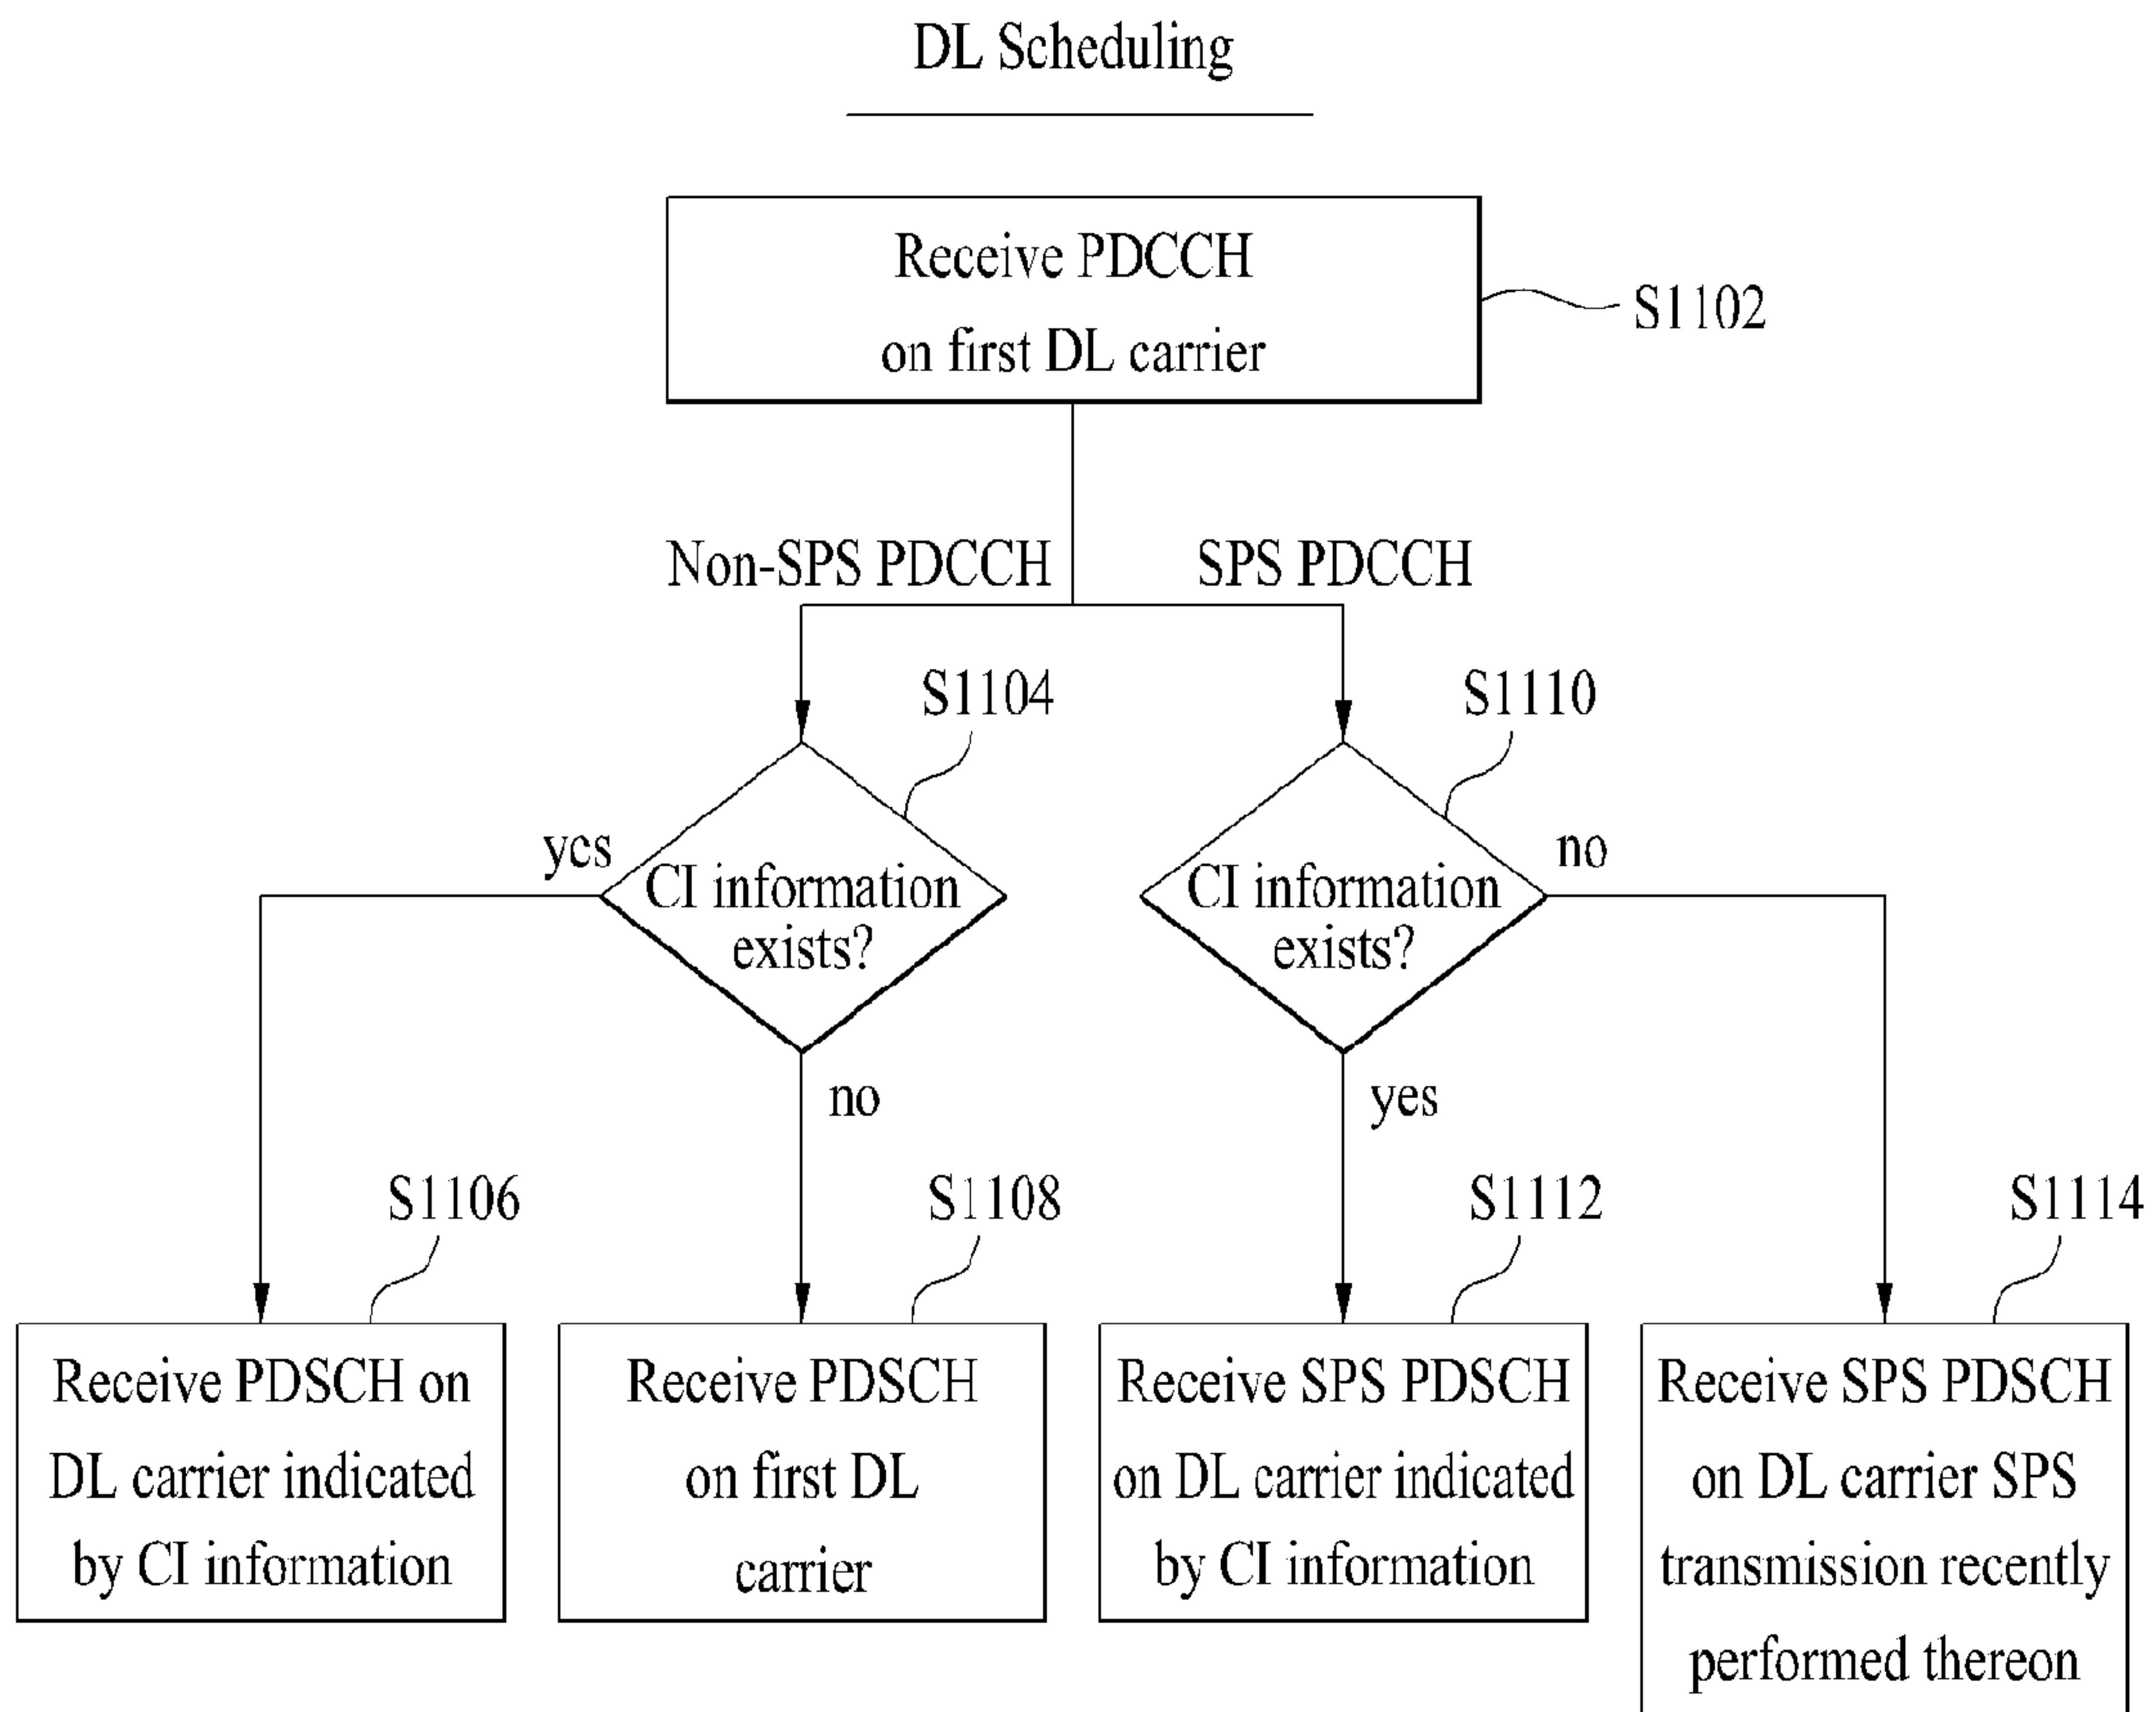 DL Scheduling
Receive PDCCH
on first DL carrier
S1102
Non-SPS PDCCH
SPS PDCCH
S1104
S1110
yes
CI information
exists?
no
CI information
exists?
no
yes
S1106
S1108
S1112
S1114
Receive PDSCH on
DL carrier indicated
by CI information
Receive PDSCH
on first DL
carrier
Receive SPS PDSCH
on DL carrier indicated
by CI information
Receive SPS PDSCH
on DL carrier SPS
transmission recently
performed thereon